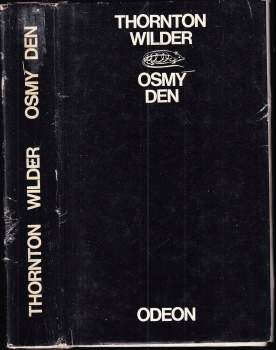 THORNTON WILDER OSMY DEN
THORNTON
WILDER
OSMY
DEN
ODEON